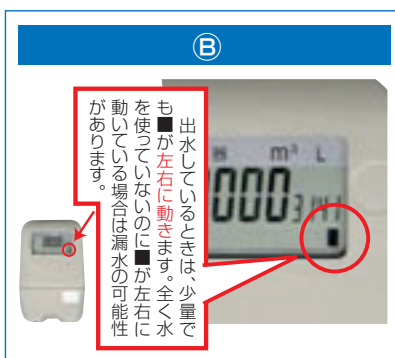 Ⓑ
出水しているときは、少量で
も■が左右に動きます。全く水
を使っていないのに■が左右に
動いている場合は漏水の可能性
があります。
m³ L